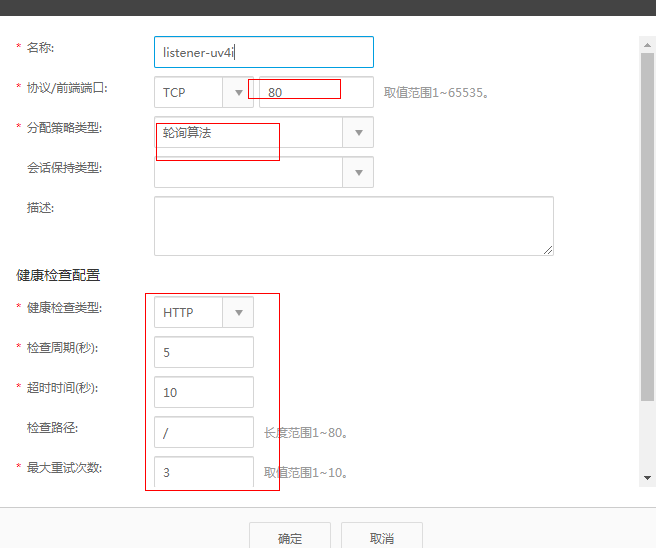 * 名称: listener-uv4i
* 协议/前端端口: TCP 80 取值范围1~65535。
* 分配策略类型: 轮询算法
会话保持类型:
描述:
健康检查配置
* 健康检查类型: HTTP
* 检查周期(秒): 5
* 超时时间(秒): 10
检查路径: / 长度范围1~80。
* 最大重试次数: 3 取值范围1~10。
确定 取消